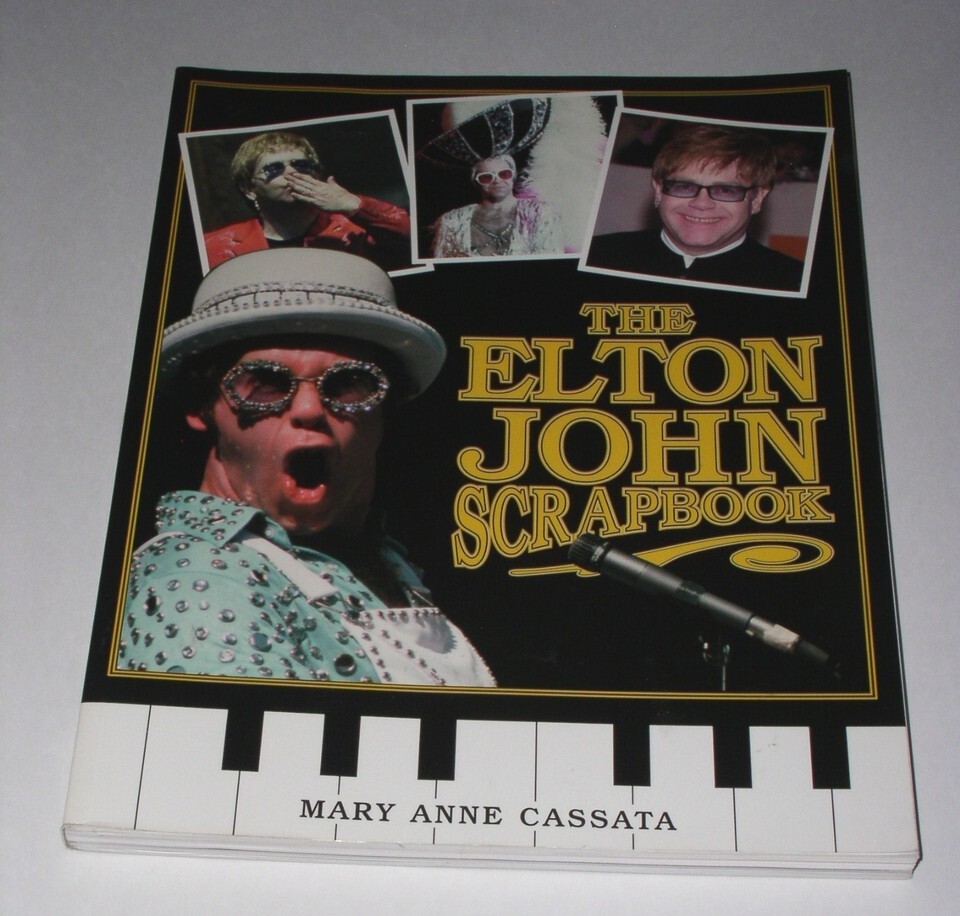 THE
ELTON
JOHN
SCRAPBOOK
MARY ANNE CASSATA